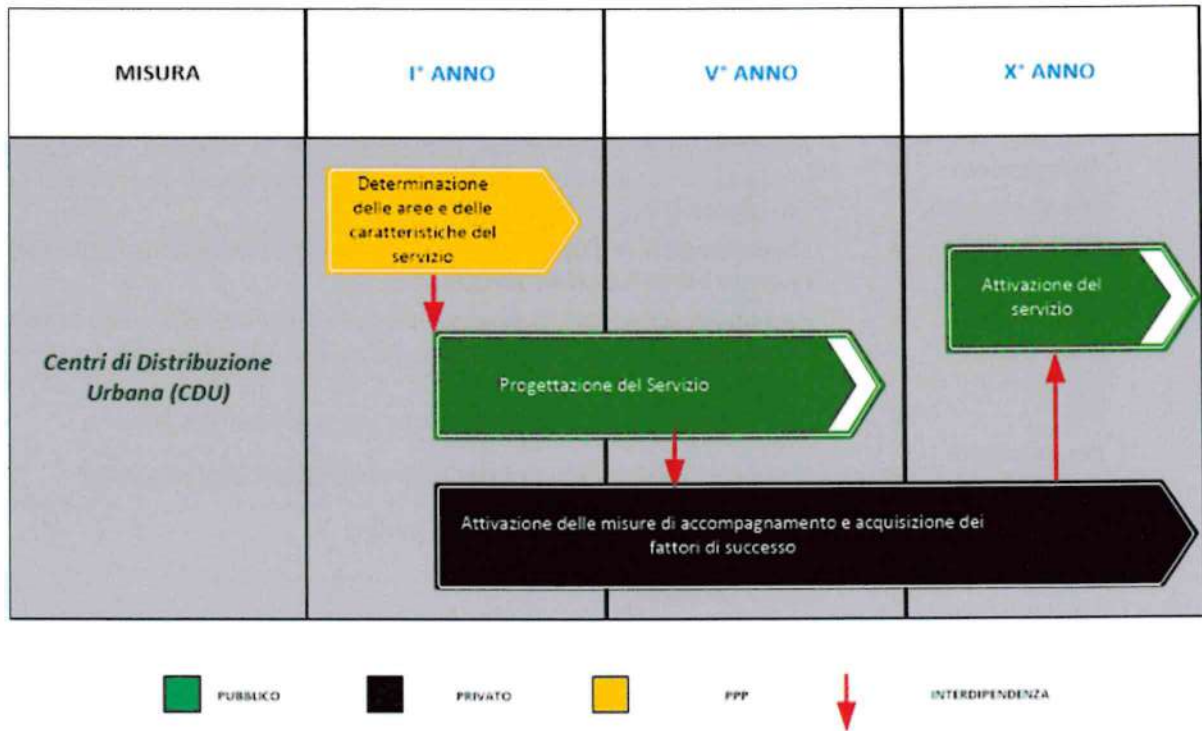 MISURA
I° ANNO
V° ANNO
X° ANNO
Determinazione
delle aree e delle
caratteristiche del
servizio
Attivazione del
servizio
Centri di Distribuzione
Urbana (CDU)
Progettazione del Servizio
Attivazione delle misure di accompagnamento e acquisizione dei
fattori di successo
PUBBLICO
PRIVATO
PPP
INTERDIPENDENZA